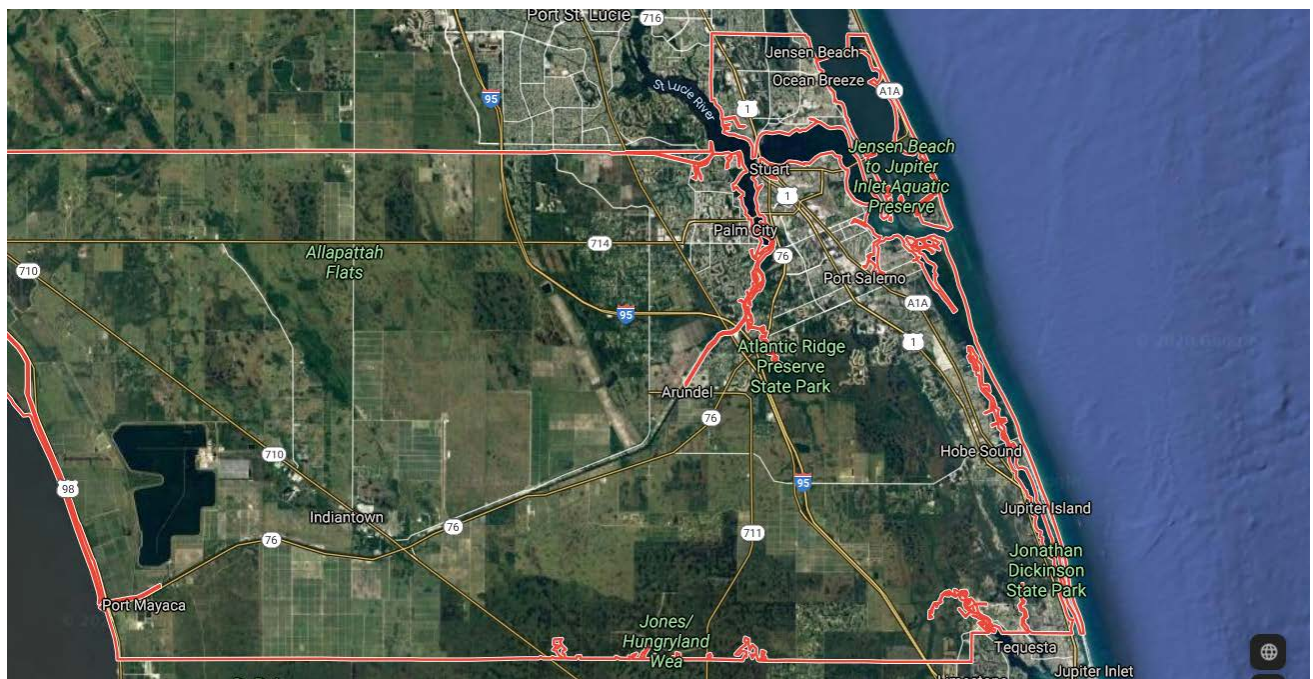 Port St. Lucie
716
Jensen Beach
Ocean Breeze
A1A
95
St Lucie River
1
Jensen Beach
to Jupiter
Inlet Aquatic
Preserve
Stuart
1
Palm City
714
76
Allapattah
Flats
710
Port Salerno
A1A
95
1
Atlantic Ridge
Preserve
State Park
Arundel
76
Hobe Sound
710
95
98
Jupiter Island
Indiantown
76
711
76
Jonathan
Dickinson
State Park
Port Mayaca
Jones/
Hungryland
Wea
Tequesta
Jupiter Inlet